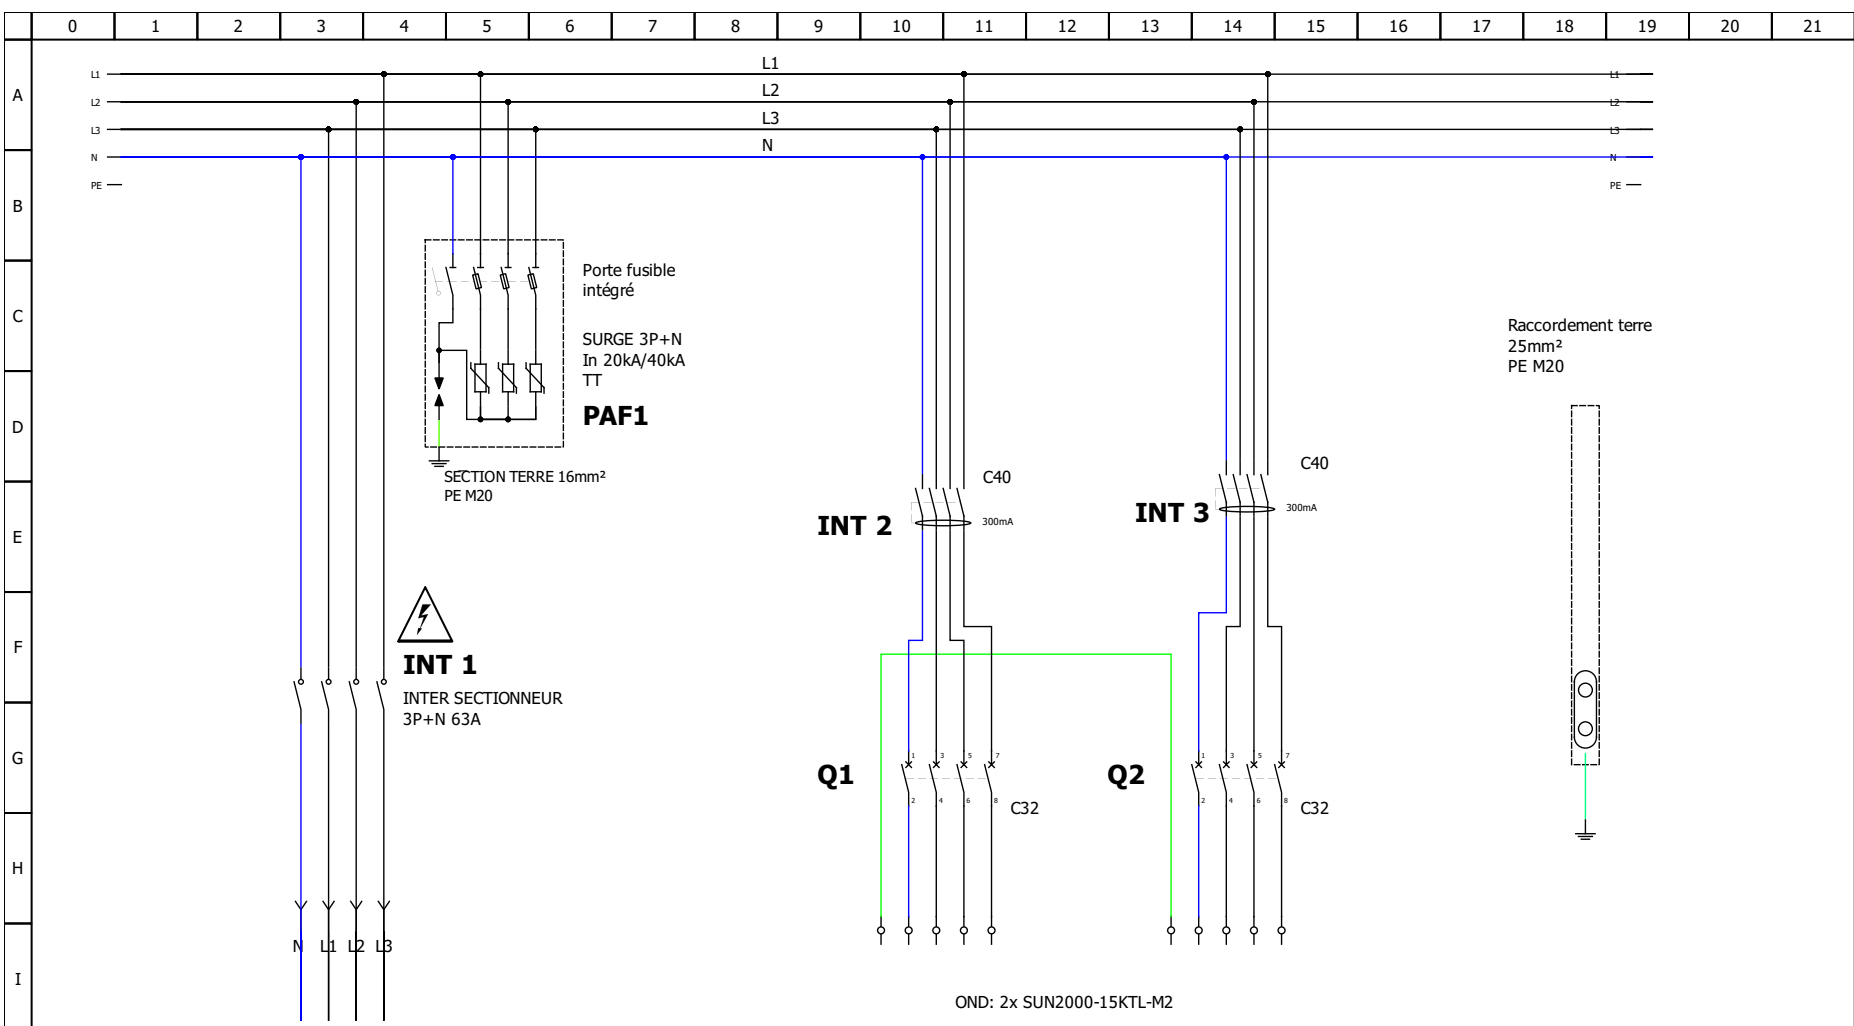 0 1 2 3 4 5 6 7 8 9 10 11 12 13 14 15 16 17 18 19 20 21
A
B
C
D
E
F
G
H
I
L1
L2
L3
N
PE
L1
L2
L3
N
L1
L2
L3
N
PE
Porte fusible
intégré
SURGE 3P+N
In 20kA/40kA
TT
PAF1
SECTION TERRE 16mm²
PE M20
Raccordement terre
25mm²
PE M20
C40
INT 2
300mA
C40
INT 3
300mA
INT 1
INTER SECTIONNEUR
3P+N 63A
Q1
1 3 5 7
2 4 6 8
C32
Q2
1 3 5 7
2 4 6 8
C32
N L1 L2 L3
OND: 2x SUN2000-15KTL-M2